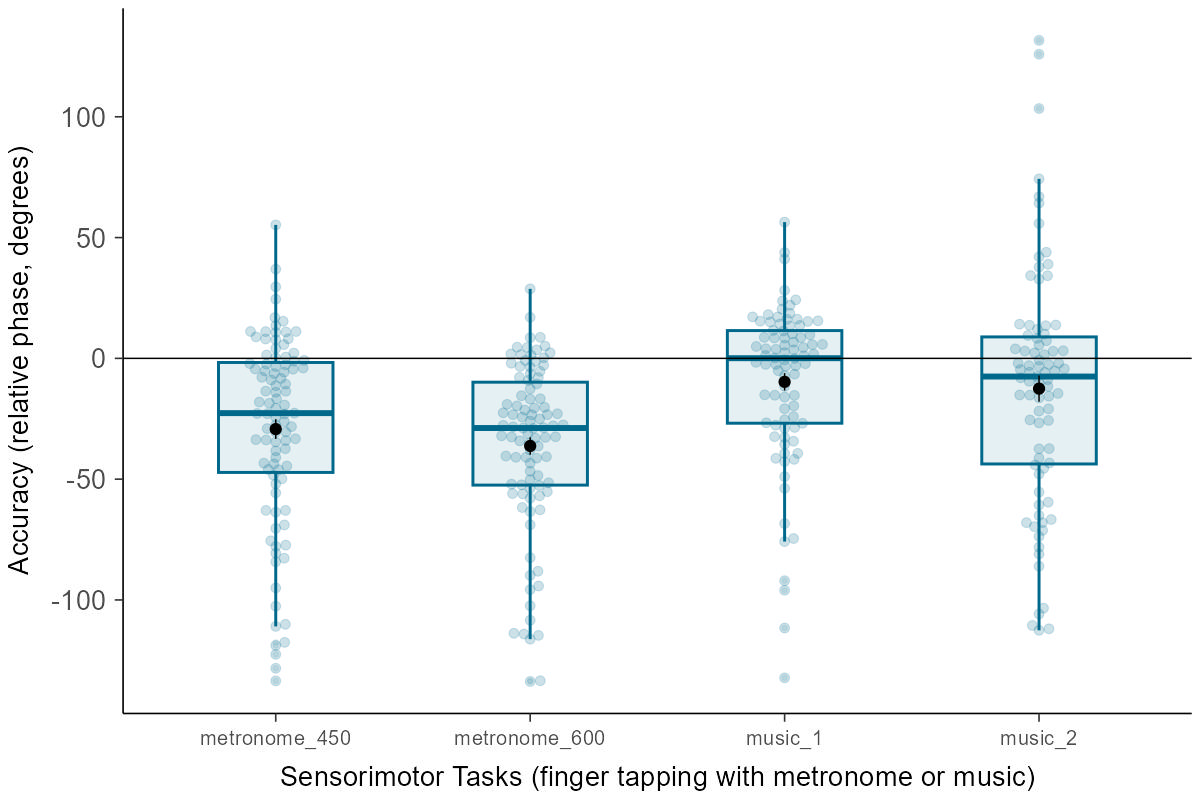 Accuracy (relative phase, degrees)
100
50
0
-50
-100
metronome_450 metronome_600 music_1 music_2
Sensorimotor Tasks (finger tapping with metronome or music)